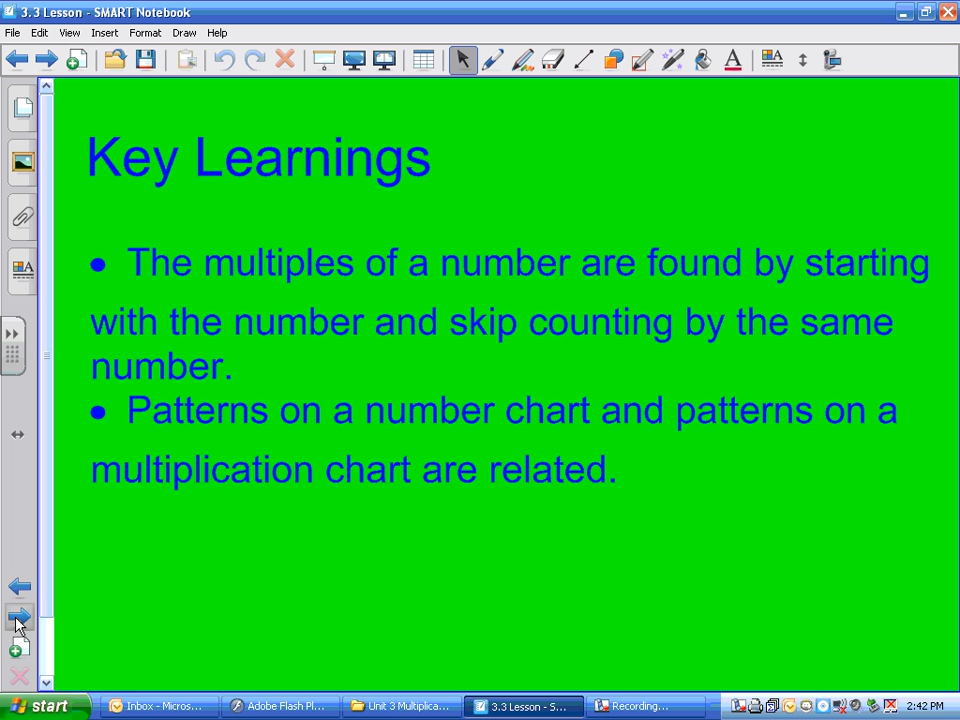 3.3 Lesson - SMART Notebook
File Edit View Insert Format Draw Help
Key Learnings
• The multiples of a number are found by starting
with the number and skip counting by the same
number.
• Patterns on a number chart and patterns on a
multiplication chart are related.
start Inbox - Micros... Adobe Flash Pl... Unit 3 Multiplica... 3.3 Lesson - S... Recording... 2:42 PM